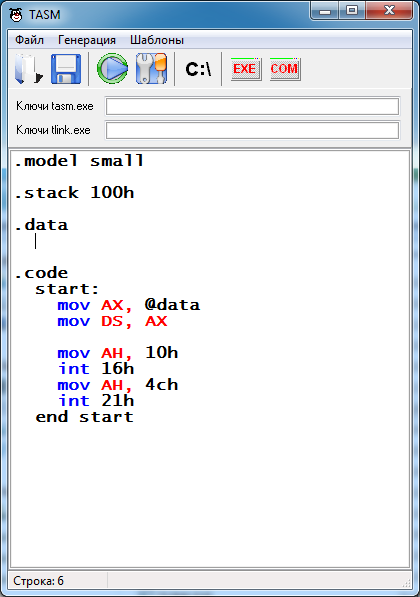 TASM
Файл Генерация Шаблоны
C:\ EXE COM
Ключи tasm.exe
Ключи tlink.exe
.model small
.stack 100h
.data
.code
start:
mov AX, @data
mov DS, AX
mov AH, 10h
int 16h
mov AH, 4ch
int 21h
end start
Строка: 6